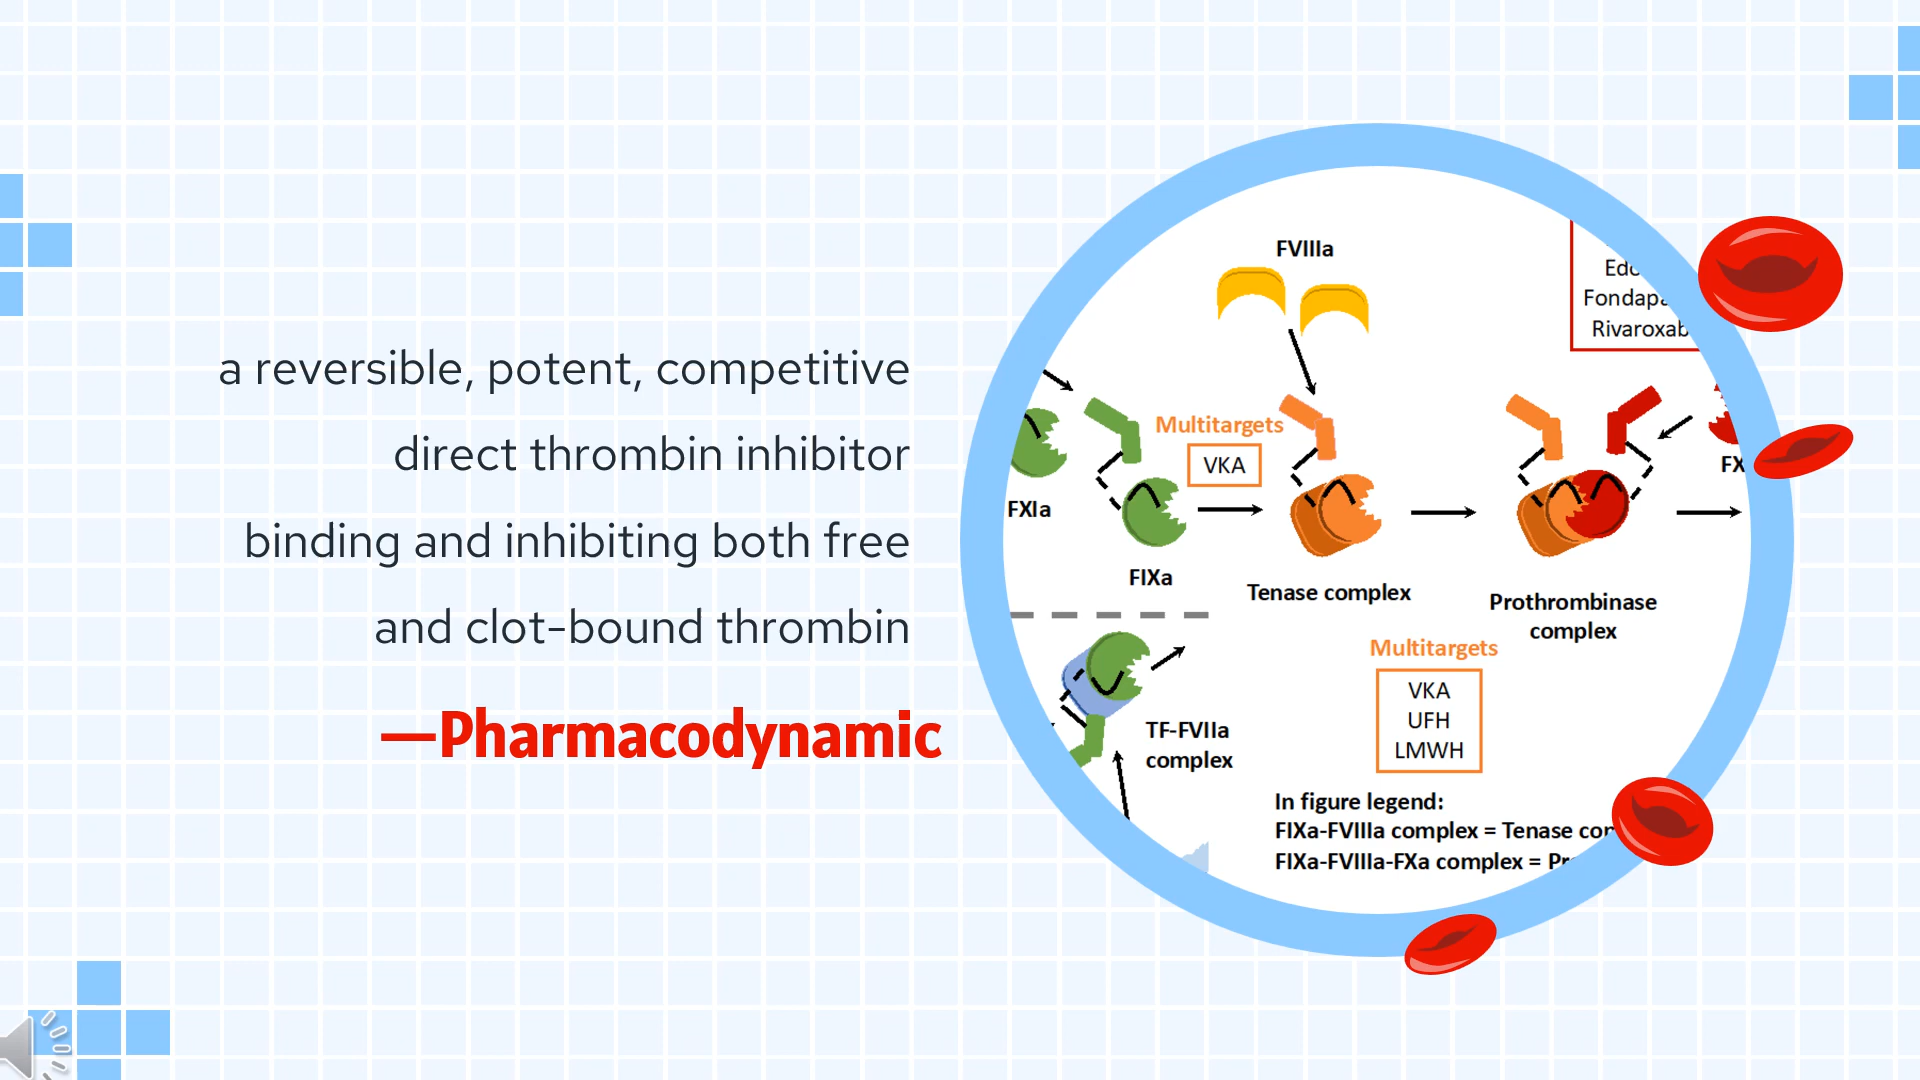 a reversible, potent, competitive
direct thrombin inhibitor
binding and inhibiting both free
and clot-bound thrombin
—Pharmacodynamic
FVIIIa
Rivaroxab
Multitargets
VKA
FXIa
FIXa
Tenase complex
Prothrombinase
complex
FX
TF-FVIIa
complex
Multitargets
VKA
UFH
LMWH
In figure legend:
FIXa-FVIIIa complex = Tenase
FIXa-FVIIIa-FXa complex =